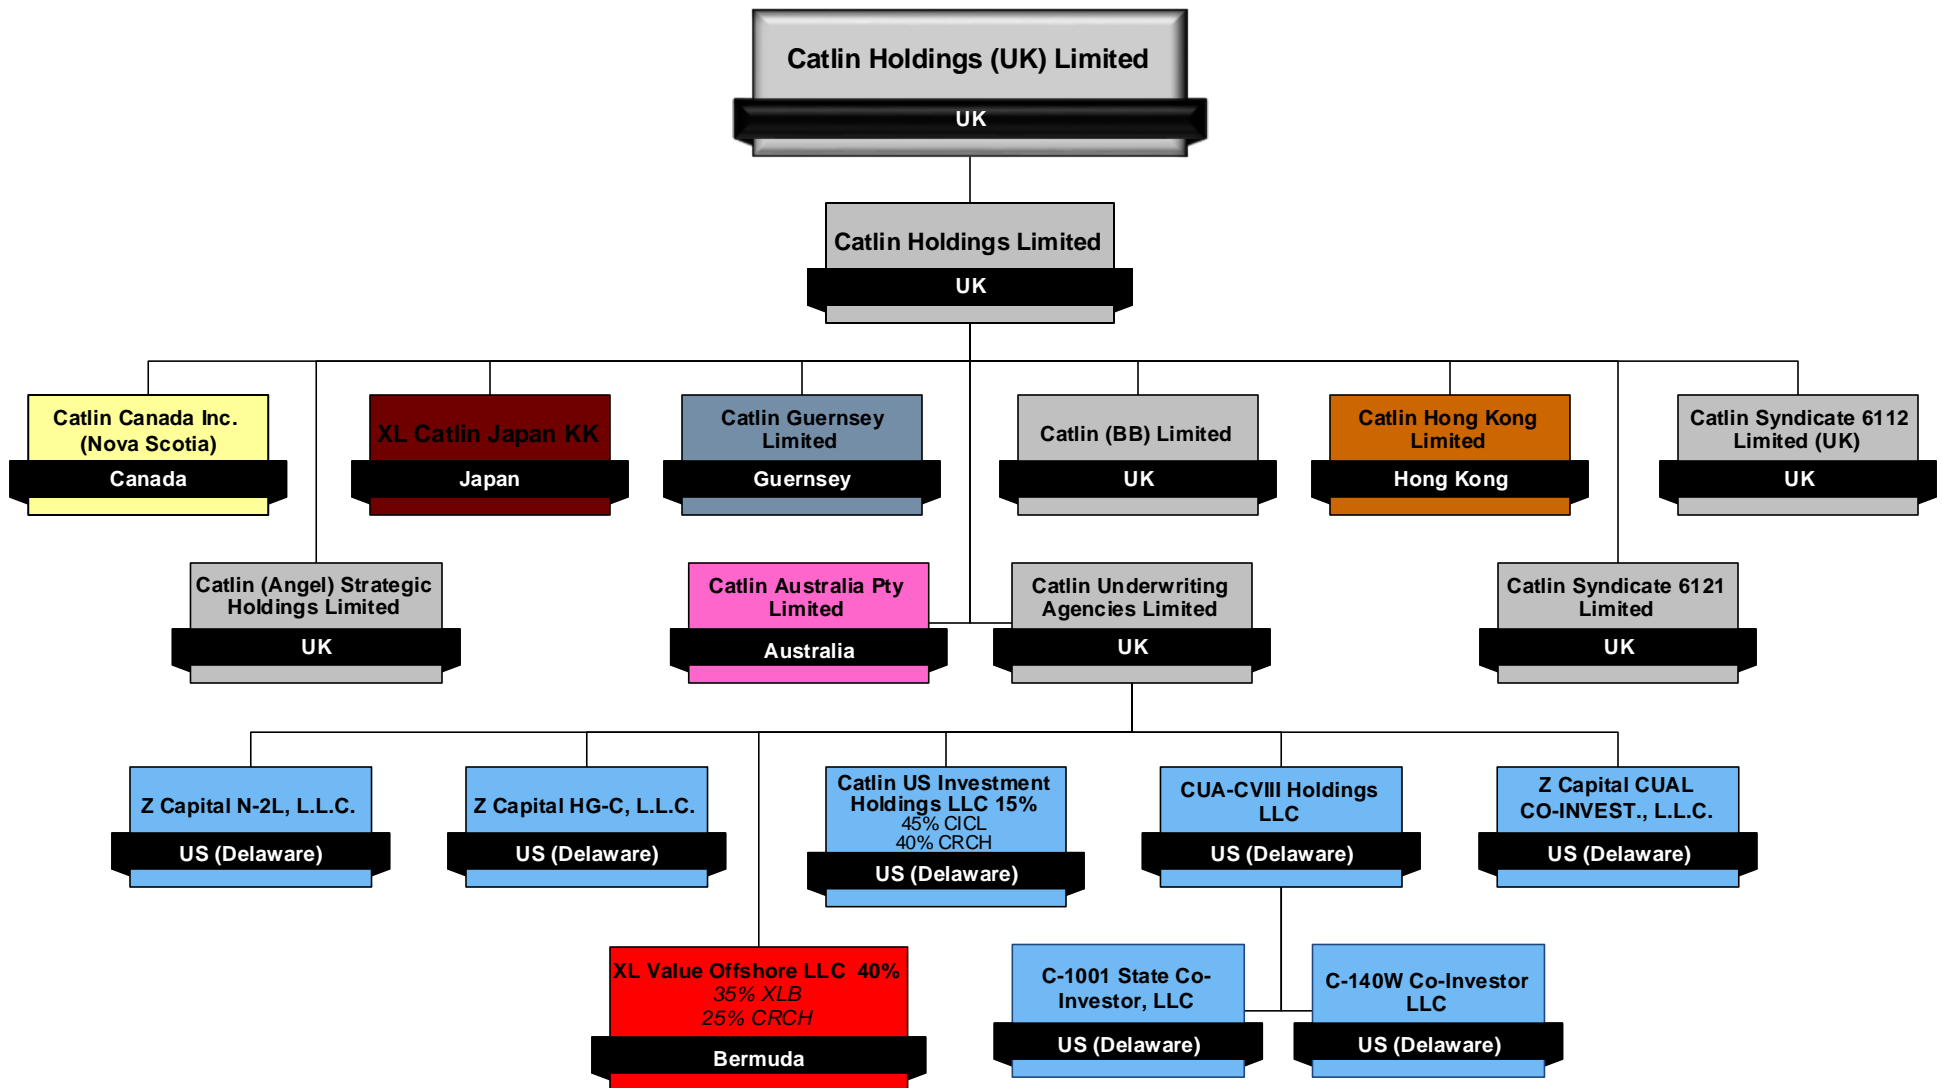 Catlin Holdings (UK) Limited
UK
Catlin Holdings Limited
UK
Catlin Canada Inc.
(Nova Scotia)
Canada
XL Catlin Japan KK
Japan
Catlin Guernsey
Limited
Guernsey
Catlin (BB) Limited
UK
Catlin Hong Kong
Limited
Hong Kong
Catlin Syndicate 6112
Limited (UK)
UK
Catlin (Angel) Strategic
Holdings Limited
UK
Catlin Australia Pty
Limited
Australia
Catlin Underwriting
Agencies Limited
UK
Catlin Syndicate 6121
Limited
UK
Z Capital N-2L, L.L.C.
US (Delaware)
Z Capital HG-C, L.L.C.
US (Delaware)
Catlin US Investment
Holdings LLC 15%
45% CICL
40% CRCH
US (Delaware)
CUA-CVIII Holdings
LLC
US (Delaware)
Z Capital CUAL
CO-INVEST., L.L.C.
US (Delaware)
XL Value Offshore LLC 40%
35% XLB
25% CRCH
Bermuda
C-1001 State Co-
Investor, LLC
US (Delaware)
C-140W Co-Investor
LLC
US (Delaware)